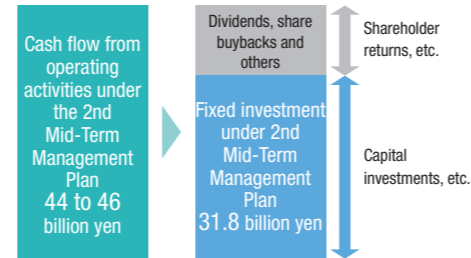 Cash flow from
operating
activities under
the 2nd
Mid-Term
Management
Plan
44 to 46
billion yen
Dividends, share
buybacks and
others
Fixed investment
under 2nd
Mid-Term
Management
Plan
31.8 billion yen
Shareholder
returns, etc.
Capital
investments, etc.